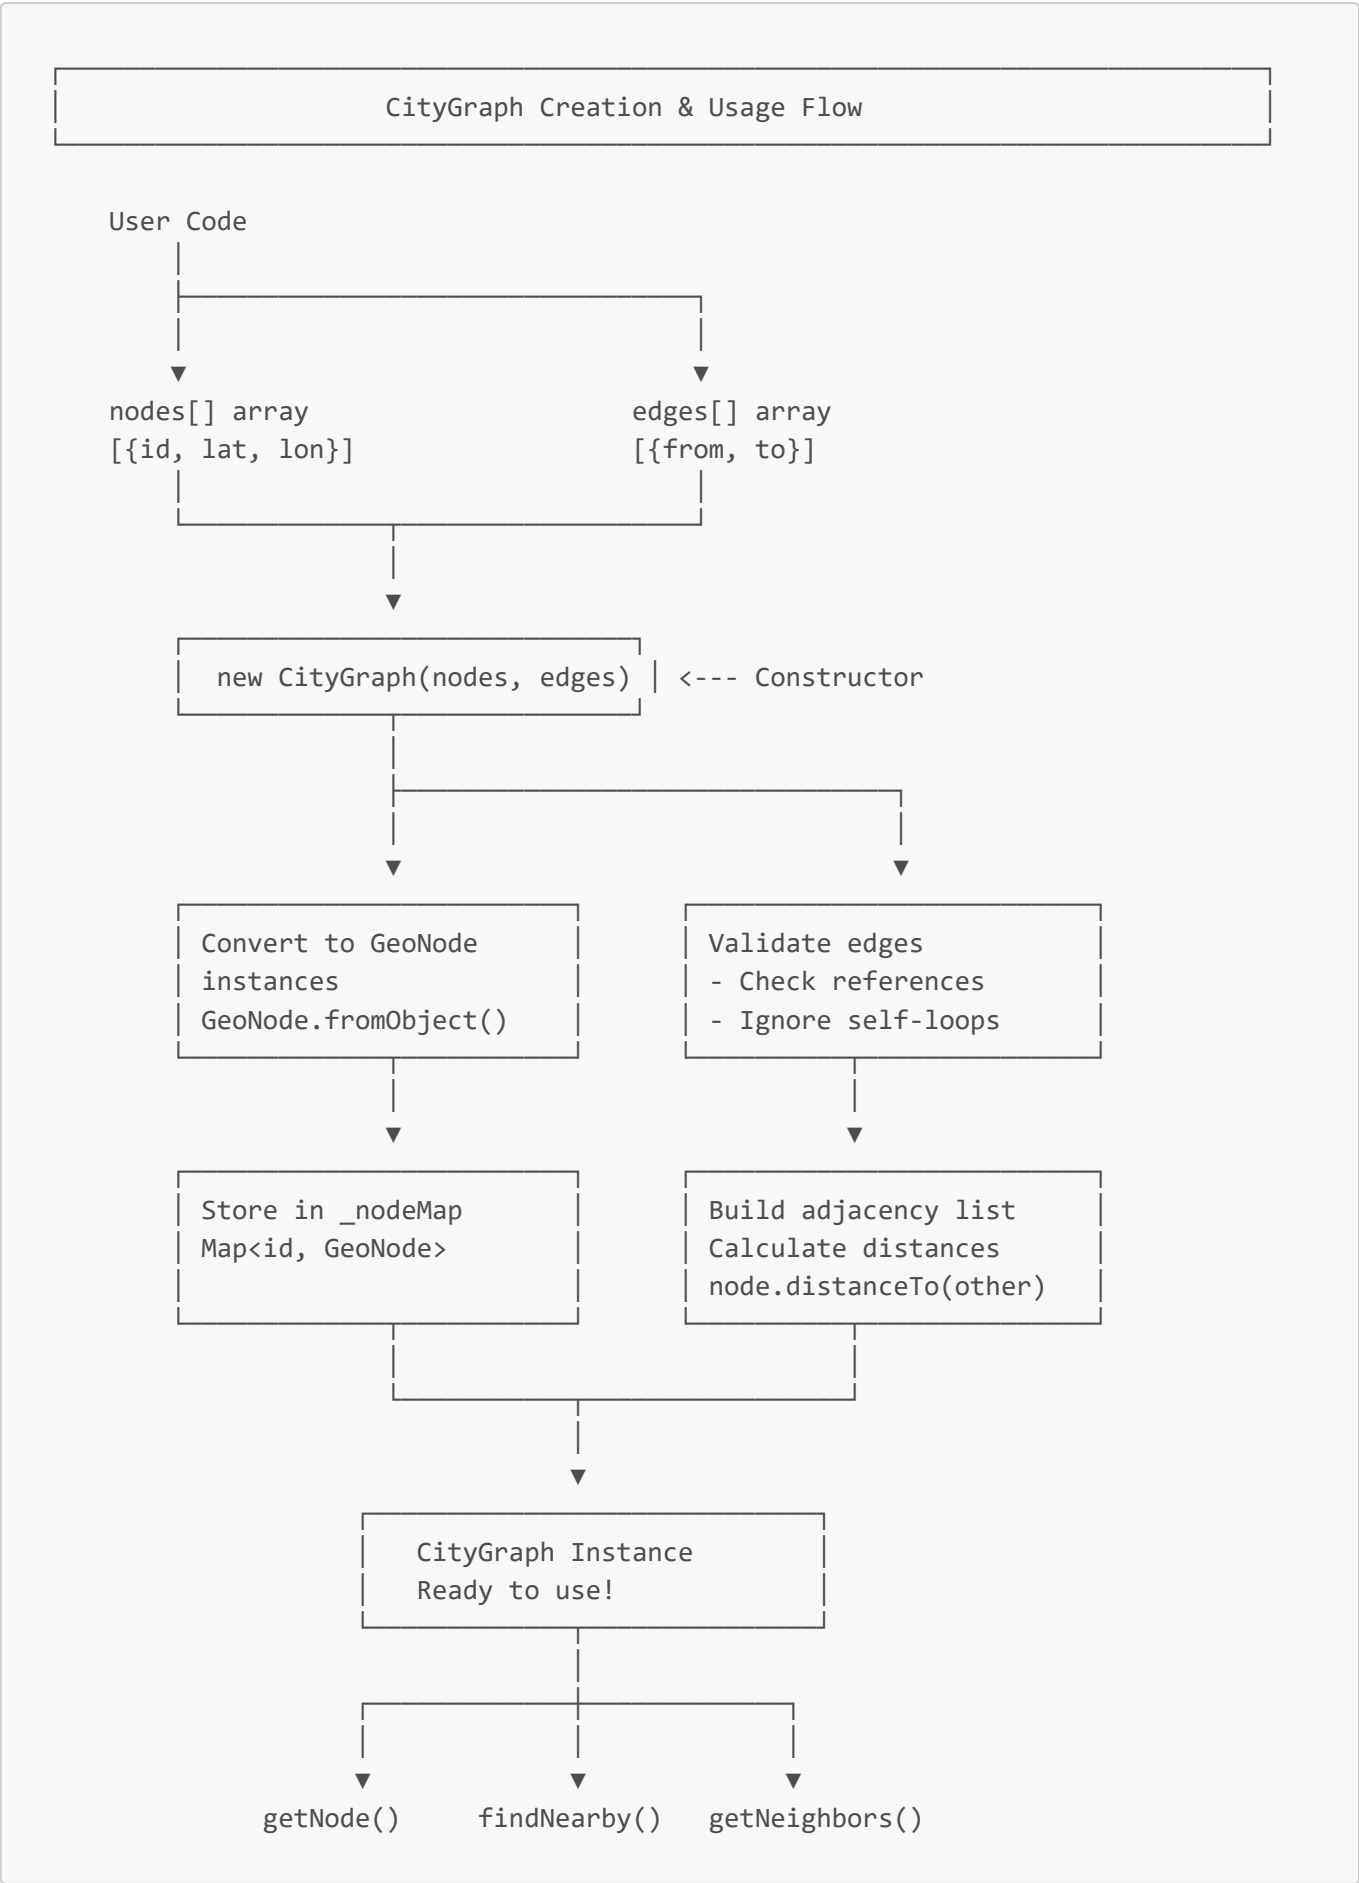 CityGraph Creation & Usage Flow
User Code
nodes[] array
edges[] array
[{id, lat, lon}]
[{from, to}]
new CityGraph(nodes, edges)
<--- Constructor
Convert to GeoNode
instances
GeoNode.fromObject()
Validate edges
- Check references
- Ignore self-loops
Store in _nodeMap
Map<id, GeoNode>
Build adjacency list
Calculate distances
node.distanceTo(other)
CityGraph Instance
Ready to use!
getNode()
findNearby()
getNeighbors()